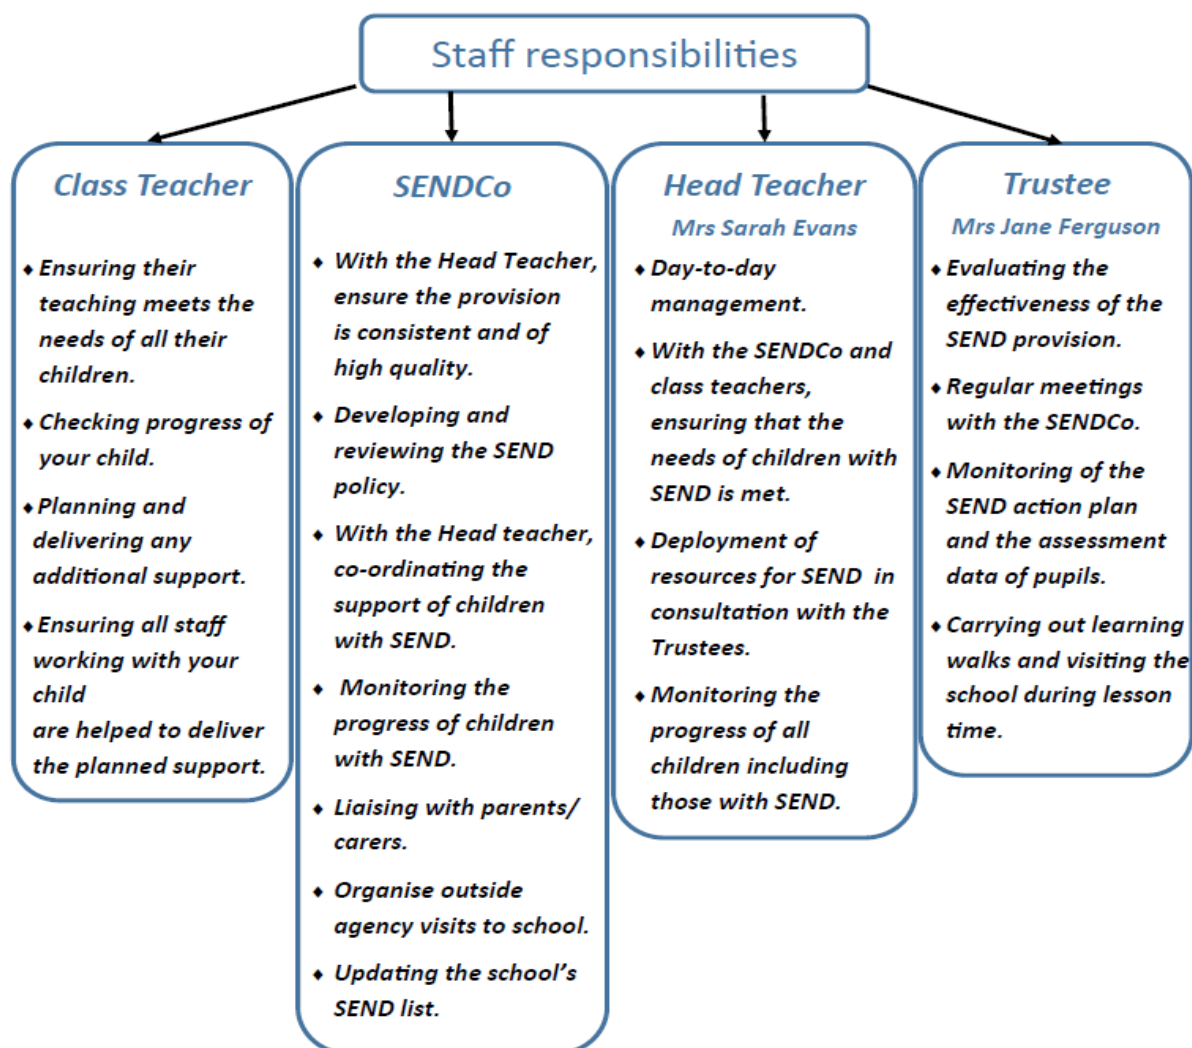 Staff responsibilities
Class Teacher
♦ Ensuring their
teaching meets the
needs of all their
children.
♦ Checking progress of
your child.
♦ Planning and
delivering any
additional support.
♦ Ensuring all staff
working with your
child
are helped to deliver
the planned support.
SENDCo
♦ With the Head Teacher,
ensure the provision
is consistent and of
high quality.
♦ Developing and
reviewing the SEND
policy.
♦ With the Head teacher,
co-ordinating the
support of children
with SEND.
♦ Monitoring the
progress of children
with SEND.
♦ Liaising with parents/
carers.
♦ Organise outside
agency visits to school.
♦ Updating the school’s
SEND list.
Head Teacher
Mrs Sarah Evans
♦ Day-to-day
management.
♦ With the SENDCo and
class teachers,
ensuring that the
needs of children with
SEND is met.
♦ Deployment of
resources for SEND in
consultation with the
Trustees.
♦ Monitoring the
progress of all
children including
those with SEND.
Trustee
Mrs Jane Ferguson
♦ Evaluating the
effectiveness of the
SEND provision.
♦ Regular meetings
with the SENDCo.
♦ Monitoring of the
SEND action plan
and the assessment
data of pupils.
♦ Carrying out learning
walks and visiting the
school during lesson
time.